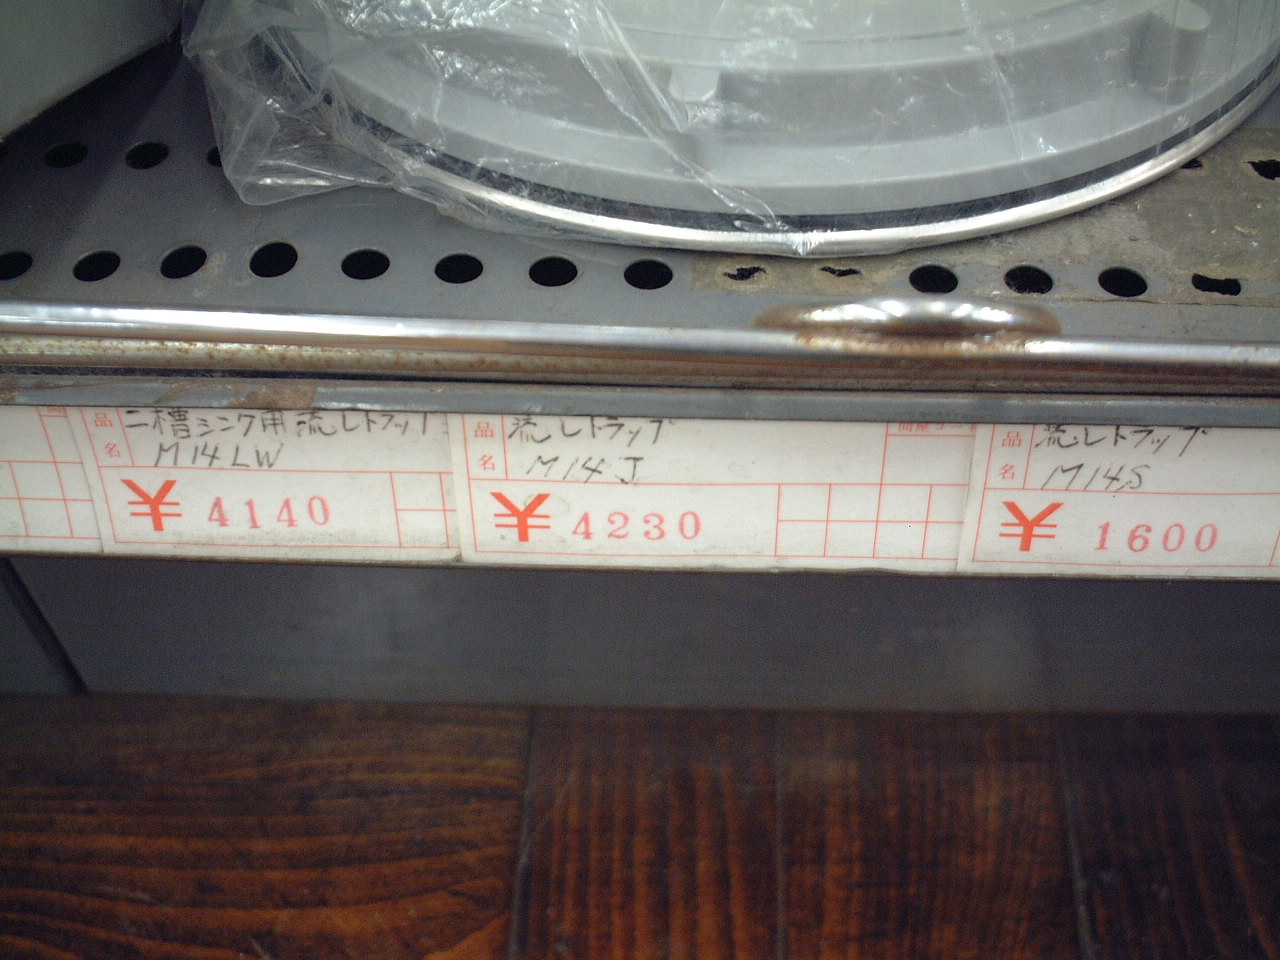 品名 二槽シンク用流しトラップ
M14LW
¥ 4140
品名 流しトラップ
M14J
¥ 4230
品名 流しトラップ
M14S
¥ 1600